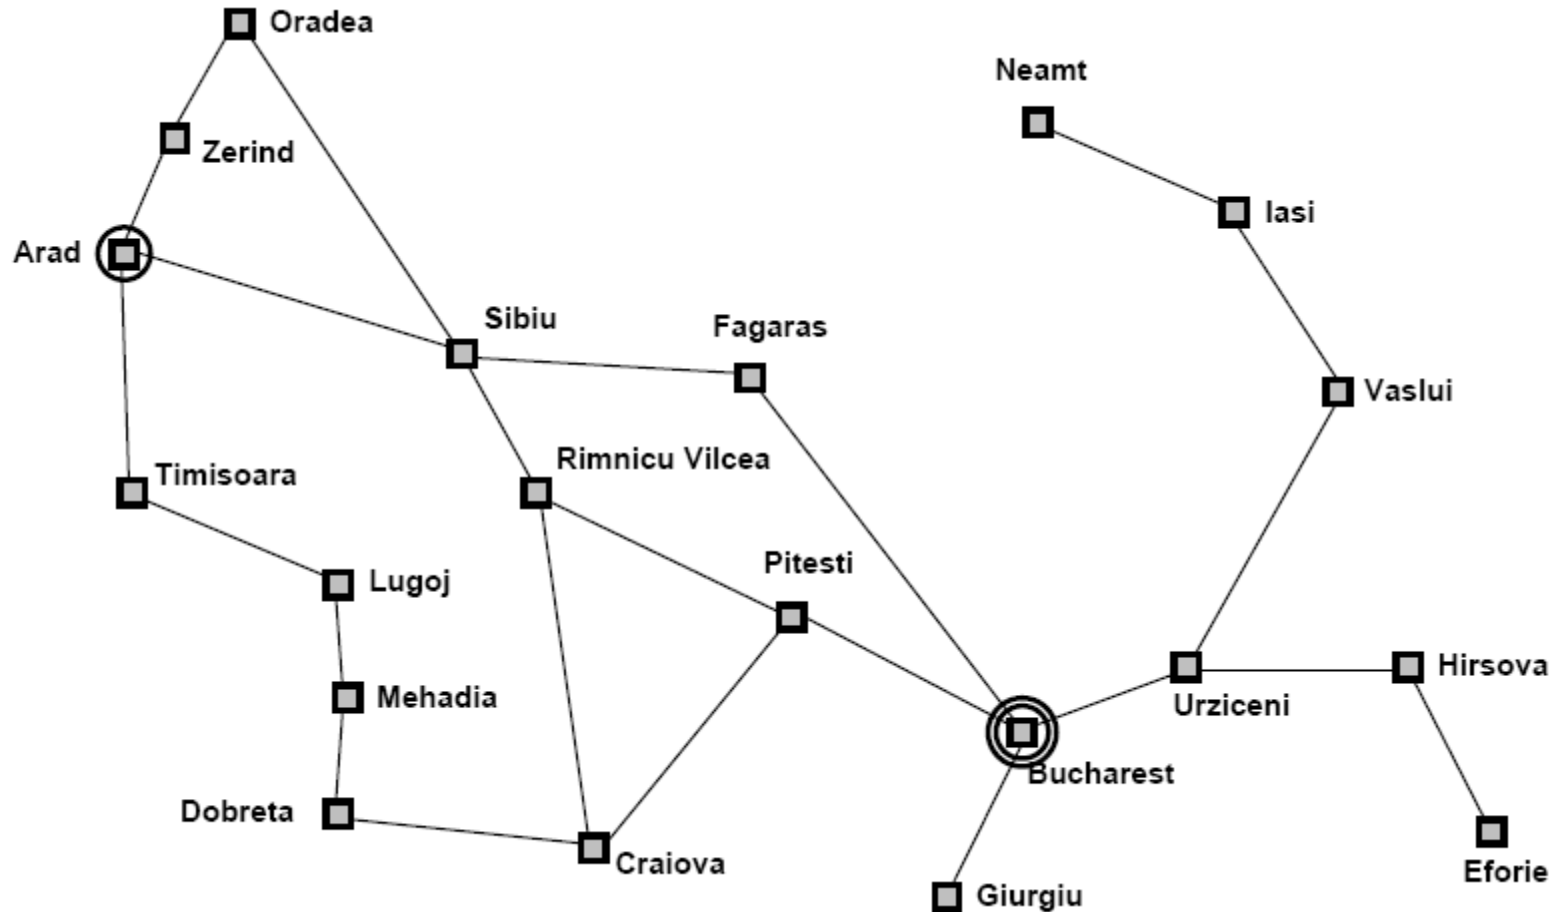 Oradea
Neamt
Zerind
Iasi
Arad
Sibiu
Fagaras
Vaslui
Rimnicu Vilcea
Timisoara
Pitesti
Lugoj
Hirsova
Mehadia
Urziceni
Bucharest
Dobreta
Craiova
Eforie
Giurgiu